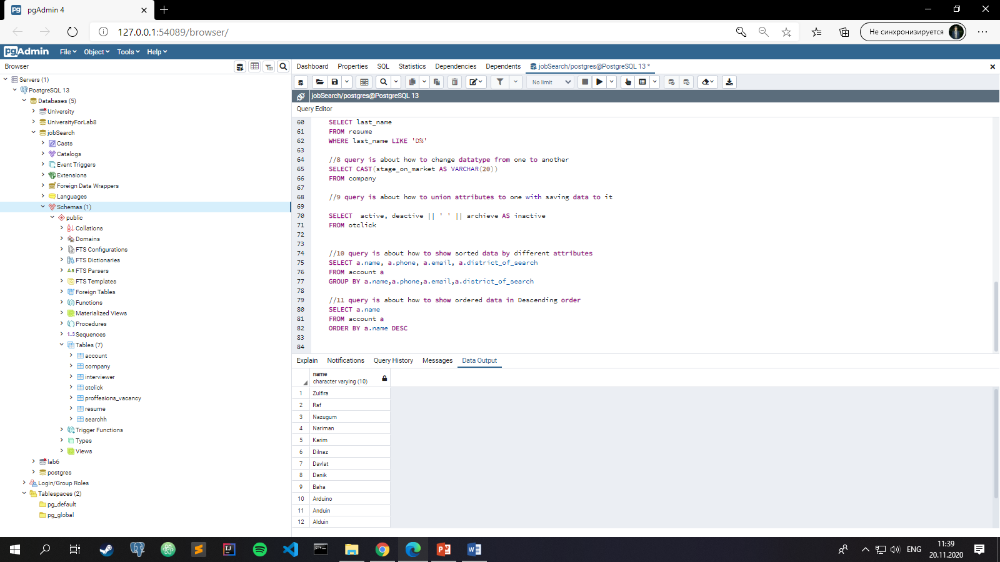 pgAdmin 4
127.0.0.1:54089/browser/
Не синхронизируется
pgAdmin File Object Tools Help
Browser
Dashboard Properties SQL Statistics Dependencies Dependents jobSearch/postgres@PostgreSQL 13 *
No limit
jobSearch/postgres@PostgreSQL 13
Query Editor
Servers (1)
PostgreSQL 13
Databases (5)
University
UniversityForLab8
jobSearch
Casts
Catalogs
Event Triggers
Extensions
Foreign Data Wrappers
Languages
Schemas (1)
public
Collations
Domains
FTS Configurations
FTS Dictionaries
FTS Parsers
FTS Templates
Foreign Tables
Functions
Materialized Views
Procedures
1..3 Sequences
Tables (7)
account
company
interviewer
otclick
proffesions_vacancy
resume
searchh
Trigger Functions
Types
Views
lab6
postgres
Login/Group Roles
Tablespaces (2)
pg_default
pg_global
60 SELECT last_name
61 FROM resume
62 WHERE last_name LIKE 'D%'
63
64 //8 query is about how to change datatype from one to another
65 SELECT CAST(stage_on_market AS VARCHAR(20))
66 FROM company
67
68 //9 query is about how to union attributes to one with saving data to it
69
70 SELECT  active, deactive || ' ' || archieve AS inactive
71 FROM otclick
72
73
74 //10 query is about how to show sorted data by different attributes
75 SELECT a.name, a.phone, a.email, a.district_of_search
76 FROM account a
77 GROUP BY a.name,a.phone,a.email,a.district_of_search
78
79 //11 query is about how to show ordered data in Descending order
80 SELECT a.name
81 FROM account a
82 ORDER BY a.name DESC
83
84
Explain Notifications Query History Messages Data Output
name
character varying (10)
1 Zulfira
2 Raf
3 Nazugum
4 Nariman
5 Karim
6 Dilnaz
7 Davlat
8 Danik
9 Baha
10 Arduino
11 Anduin
12 Alduin
ENG
11:39
20.11.2020